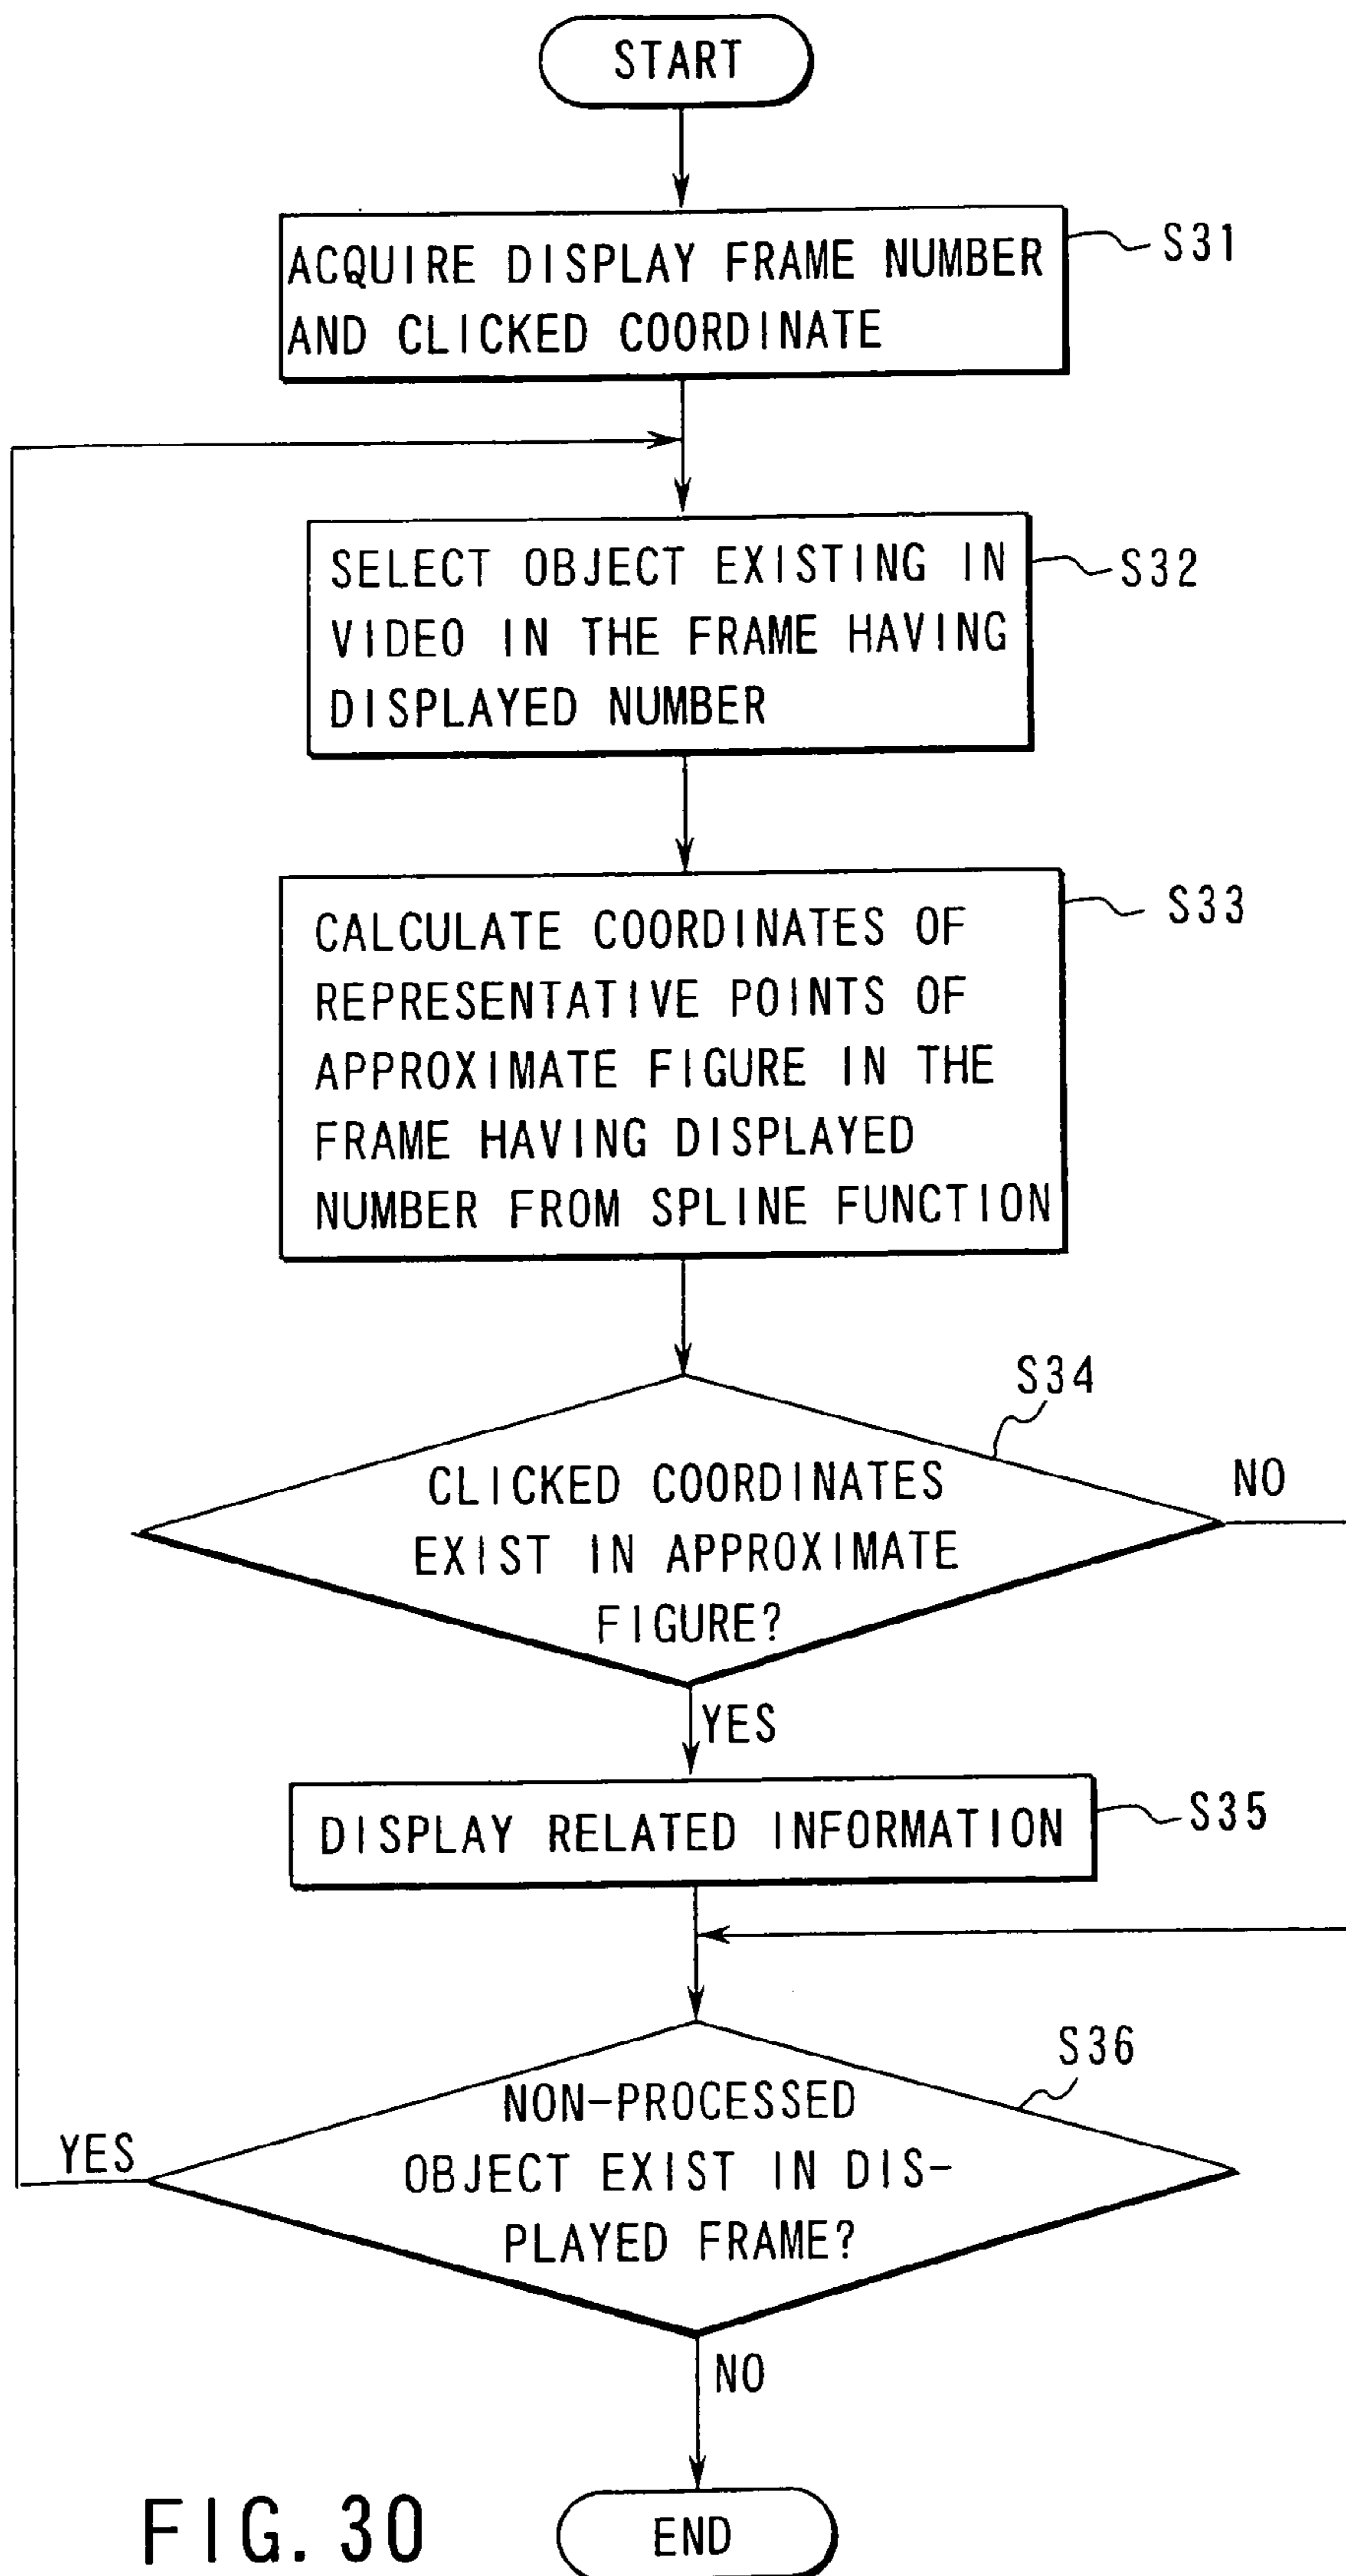 START
ACQUIRE DISPLAY FRAME NUMBER
AND CLICKED COORDINATE
S31
SELECT OBJECT EXISTING IN
VIDEO IN THE FRAME HAVING
DISPLAYED NUMBER
S32
CALCULATE COORDINATES OF
REPRESENTATIVE POINTS OF
APPROXIMATE FIGURE IN THE
FRAME HAVING DISPLAYED
NUMBER FROM SPLINE FUNCTION
S33
S34
CLICKED COORDINATES
EXIST IN APPROXIMATE
FIGURE?
NO
YES
DISPLAY RELATED INFORMATION
S35
S36
NON-PROCESSED
OBJECT EXIST IN DIS-
PLAYED FRAME?
YES
NO
END
FIG. 30